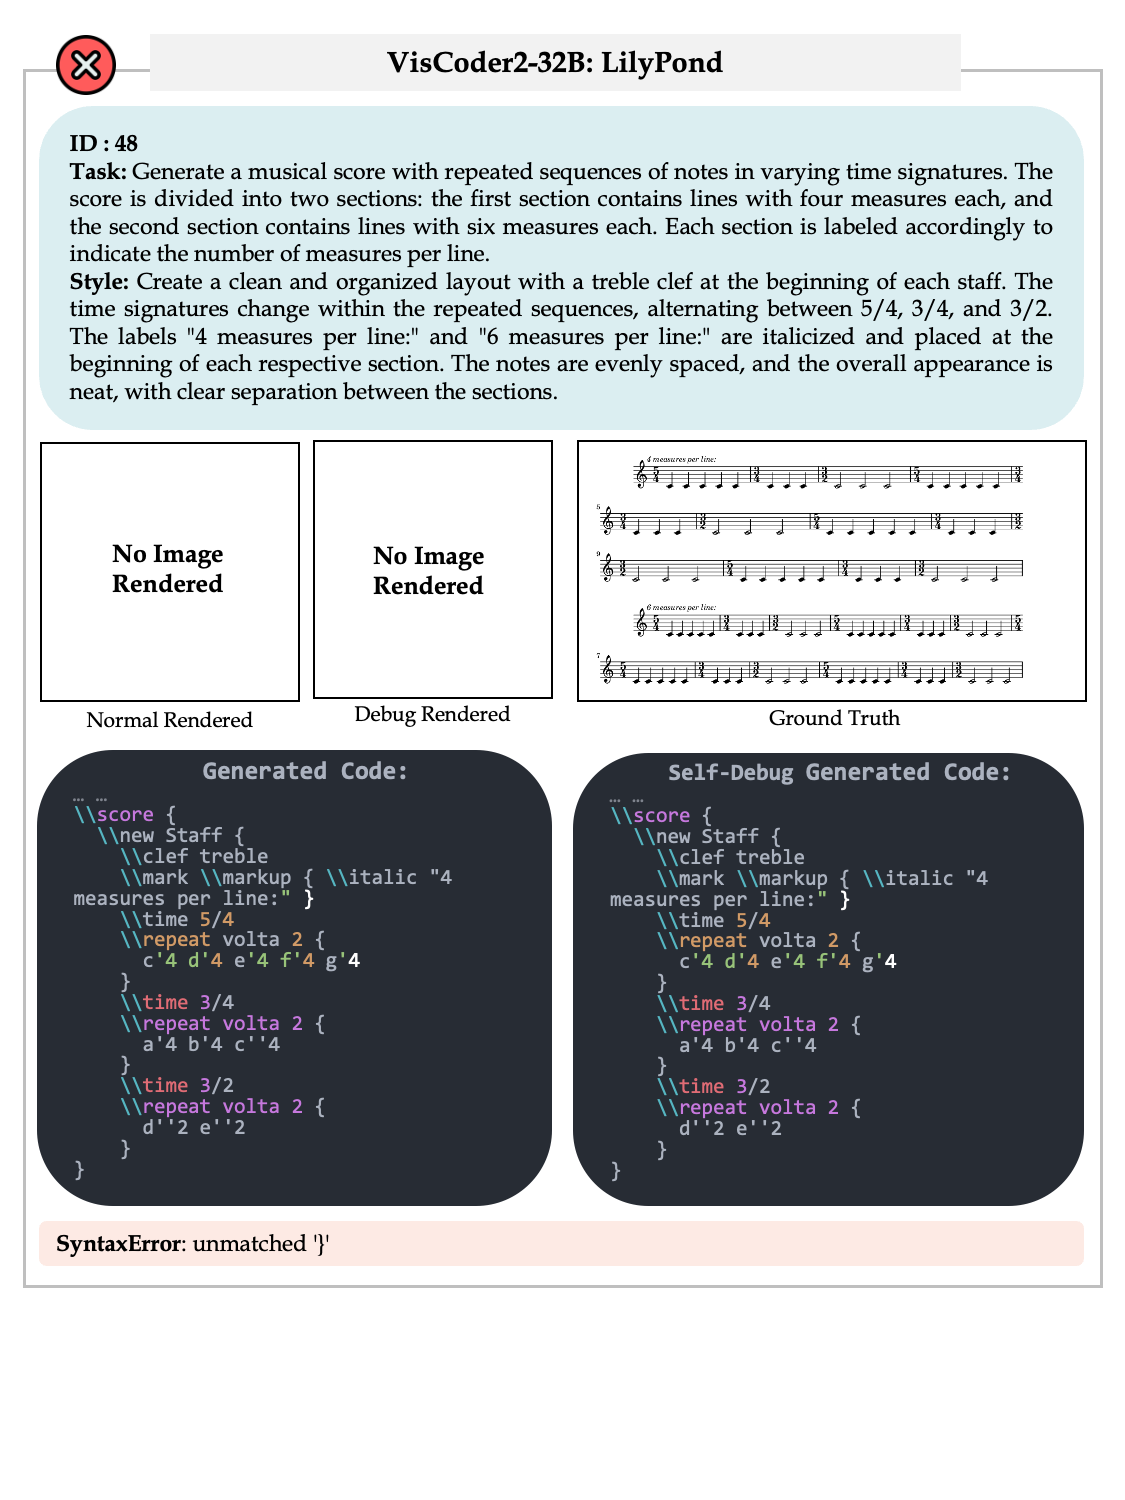 VisCoder2-32B: LilyPond
ID : 48
Task: Generate a musical score with repeated sequences of notes in varying time signatures. The
score is divided into two sections: the first section contains lines with four measures each, and
the second section contains lines with six measures each. Each section is labeled accordingly to
indicate the number of measures per line.
Style: Create a clean and organized layout with a treble clef at the beginning of each staff. The
time signatures change within the repeated sequences, alternating between 5/4, 3/4, and 3/2.
The labels "4 measures per line:" and "6 measures per line:" are italicized and placed at the
beginning of each respective section. The notes are evenly spaced, and the overall appearance is
neat, with clear separation between the sections.
No Image
Rendered
Normal Rendered
No Image
Rendered
Debug Rendered
4 measures per line:
5
9
6 measures per line:
7
Ground Truth
Generated Code:
… …
\\score {
  \\new Staff {
    \\clef treble
    \\mark \\markup { \\italic "4
measures per line:" }
    \\time 5/4
    \\repeat volta 2 {
      c'4 d'4 e'4 f'4 g'4
    }
    \\time 3/4
    \\repeat volta 2 {
      a'4 b'4 c''4
    }
    \\time 3/2
    \\repeat volta 2 {
      d''2 e''2
    }
}
Self-Debug Generated Code:
… …
\\score {
  \\new Staff {
    \\clef treble
    \\mark \\markup { \\italic "4
measures per line:" }
    \\time 5/4
    \\repeat volta 2 {
      c'4 d'4 e'4 f'4 g'4
    }
    \\time 3/4
    \\repeat volta 2 {
      a'4 b'4 c''4
    }
    \\time 3/2
    \\repeat volta 2 {
      d''2 e''2
    }
}
SyntaxError: unmatched '}'